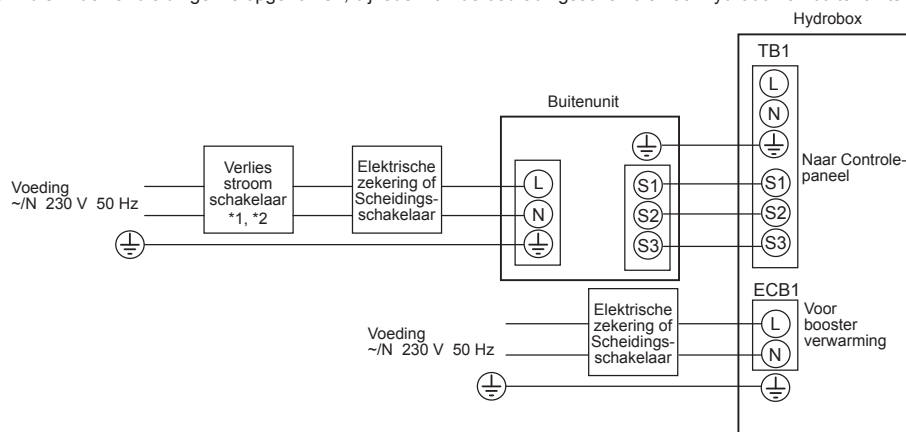 Hydrobox
TB1
L
N
Buitenunit
Verlies
stroom
schakelaar
*1, *2
Elektrische
zekering of
Scheidings-
schakelaar
Voeding
~/N 230 V 50 Hz
L
N
S1
S2
S3
S1
S2
S3
Naar Controle-
paneel
ECB1
Elektrische
zekering of
Scheidings-
schakelaar
Voeding
~/N 230 V 50 Hz
L
N
Voor
booster
verwarming